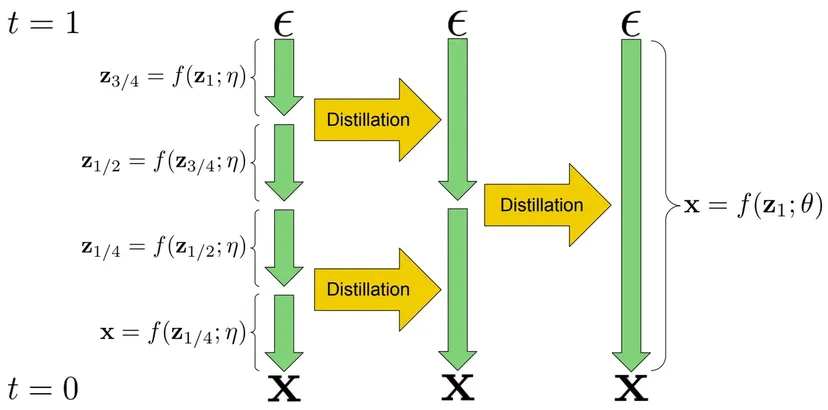 t = 1
ϵ ϵ ϵ
z_{3/4} = f(z_1; η)
Distillation
z_{1/2} = f(z_{3/4}; η)
Distillation
x = f(z_1; θ)
z_{1/4} = f(z_{1/2}; η)
Distillation
x = f(z_{1/4}; η)
t = 0
x x x